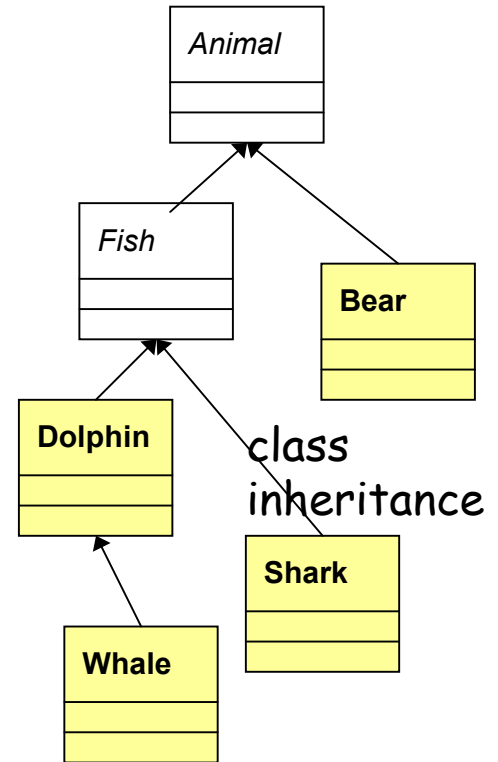 Animal
Fish
Bear
Dolphin
class
inheritance
Shark
Whale